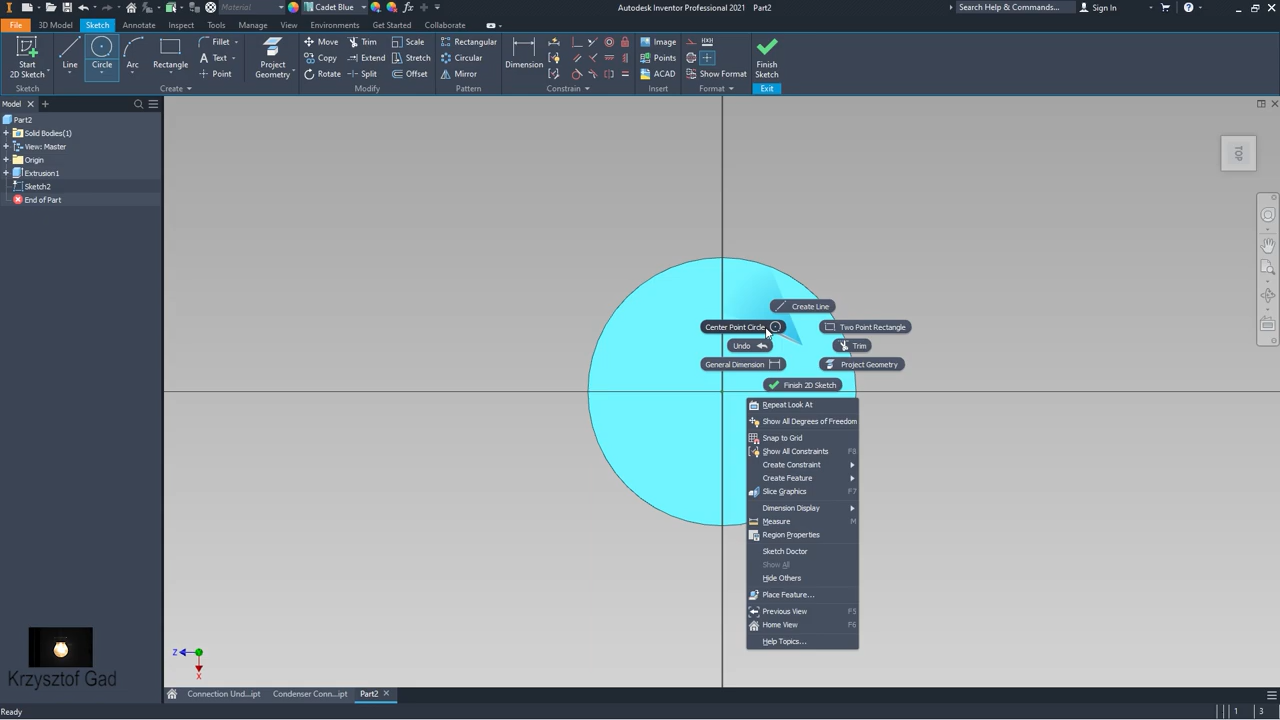 Material
Cadet Blue
Autodesk Inventor Professional 2021 Part2
Search Help & Commands...
Sign In
File
3D Model
Sketch
Annotate
Inspect
Tools
Manage
View
Environments
Get Started
Collaborate
Start
2D Sketch
Line
Circle
Arc
Rectangle
Fillet
Text
Point
Project
Geometry
Move
Copy
Rotate
Trim
Extend
Split
Scale
Stretch
Offset
Rectangular
Circular
Mirror
Dimension
Image
Points
ACAD
Show Format
Finish
Sketch
Sketch
Create
Modify
Pattern
Constrain
Insert
Format
Exit
Model
Part2
Solid Bodies(1)
View: Master
Origin
Extrusion1
Sketch2
End of Part
TOP
Create Line
Center Point Circle
Two Point Rectangle
Undo
Trim
General Dimension
Project Geometry
Finish 2D Sketch
Repeat Look At
Show All Degrees of Freedom
Snap to Grid
Show All Constraints F8
Create Constraint
Create Feature
Slice Graphics F7
Dimension Display
Measure M
Region Properties
Sketch Doctor
Show All
Hide Others
Place Feature...
Previous View F5
Home View F6
Help Topics...
Z
X
Krzysztof Gad
Connection Und...ipt
Condenser Conn...ipt
Part2
Ready
1
3